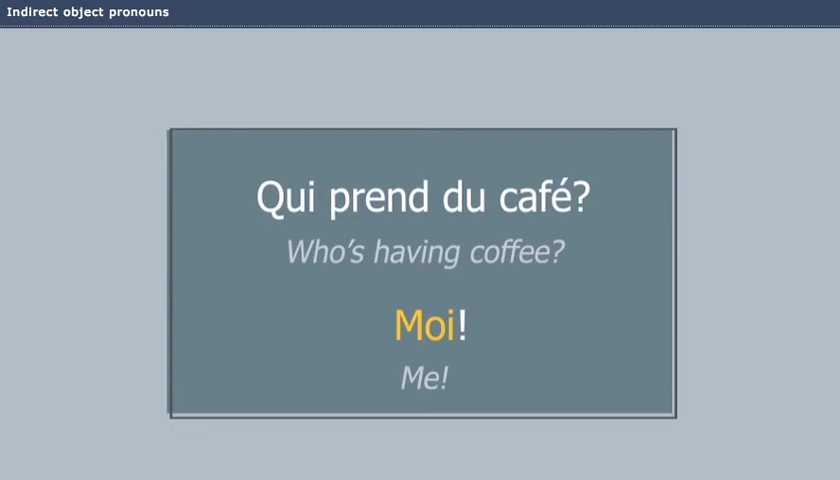 Indirect object pronouns
Qui prend du café?
Who's having coffee?
Moi!
Me!